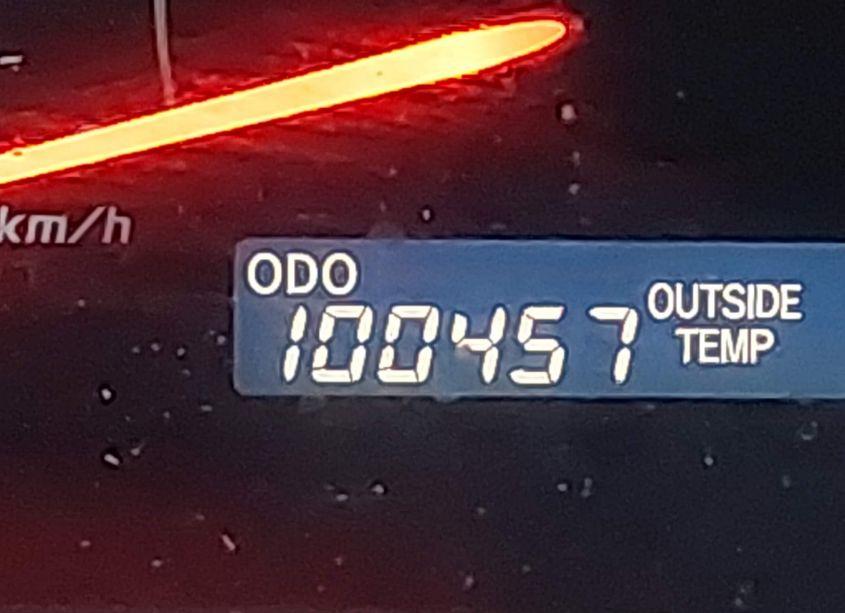 km/h
ODO
100457
OUTSIDE
TEMP